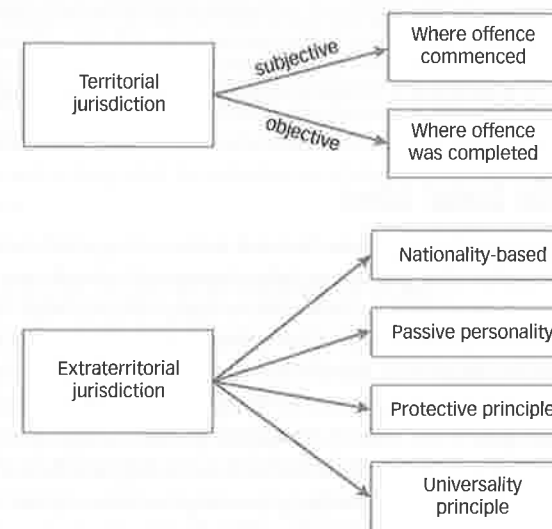 Territorial
jurisdiction
subjective
objective
Where offence
commenced
Where offence
was completed
Extraterritorial
jurisdiction
Nationality-based
Passive personality
Protective principle
Universality
principle